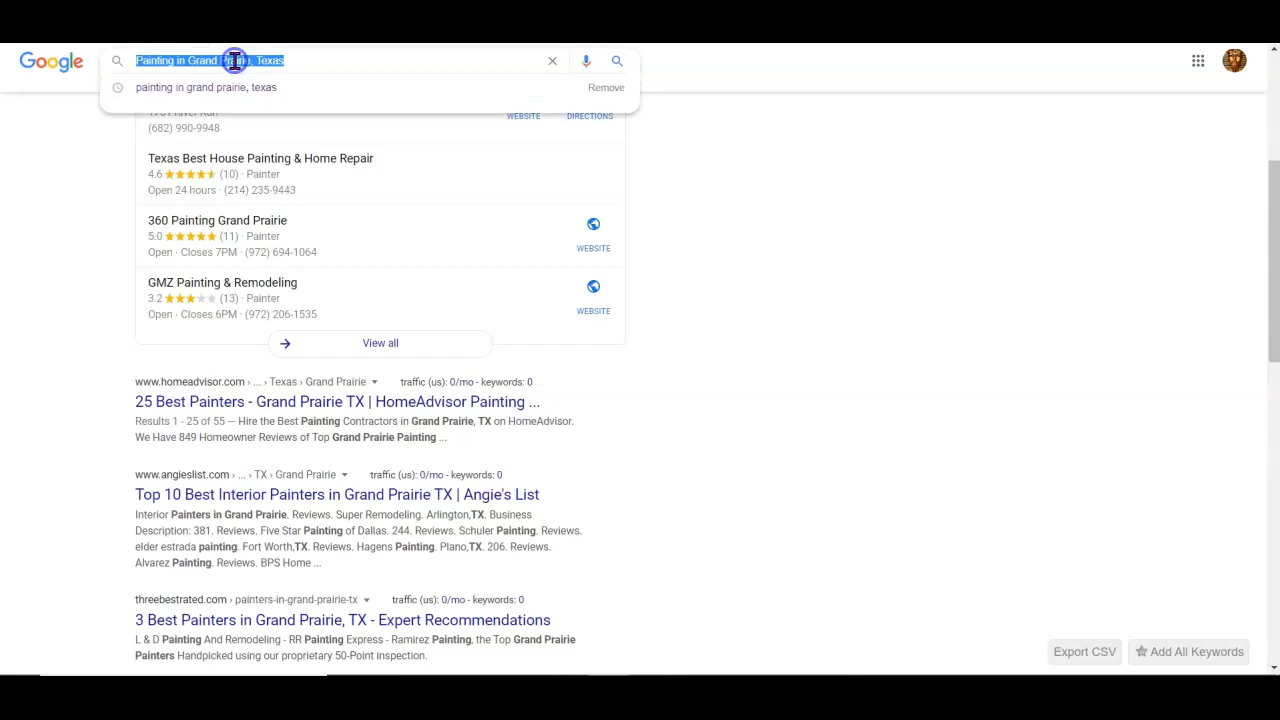 Google
Painting in Grand Prairie, Texas
painting in grand prairie, texas Remove
WEBSITE DIRECTIONS
(682) 990-9948
Texas Best House Painting & Home Repair
4.6 (10) · Painter
Open 24 hours · (214) 235-9443
360 Painting Grand Prairie
5.0 (11) · Painter
Open · Closes 7PM · (972) 694-1064
WEBSITE
GMZ Painting & Remodeling
3.2 (13) · Painter
Open · Closes 6PM · (972) 206-1535
WEBSITE
View all
www.homeadvisor.com › ... › Texas › Grand Prairie traffic (us): 0/mo - keywords: 0
25 Best Painters - Grand Prairie TX | HomeAdvisor Painting ...
Results 1 - 25 of 55 — Hire the Best Painting Contractors in Grand Prairie, TX on HomeAdvisor.
We Have 849 Homeowner Reviews of Top Grand Prairie Painting ...
www.angieslist.com › ... › TX › Grand Prairie traffic (us): 0/mo - keywords: 0
Top 10 Best Interior Painters in Grand Prairie TX | Angie's List
Interior Painters in Grand Prairie. Reviews. Super Remodeling. Arlington,TX. Business
Description: 381. Reviews. Five Star Painting of Dallas. 244. Reviews. Schuler Painting. Reviews.
elder estrada painting. Fort Worth,TX. Reviews. Hagens Painting. Plano,TX. 206. Reviews.
Alvarez Painting. Reviews. BPS Home ...
threebestrated.com › painters-in-grand-prairie-tx traffic (us): 0/mo - keywords: 0
3 Best Painters in Grand Prairie, TX - Expert Recommendations
L & D Painting And Remodeling - RR Painting Express - Ramirez Painting, the Top Grand Prairie
Painters Handpicked using our proprietary 50-Point inspection.
Export CSV Add All Keywords